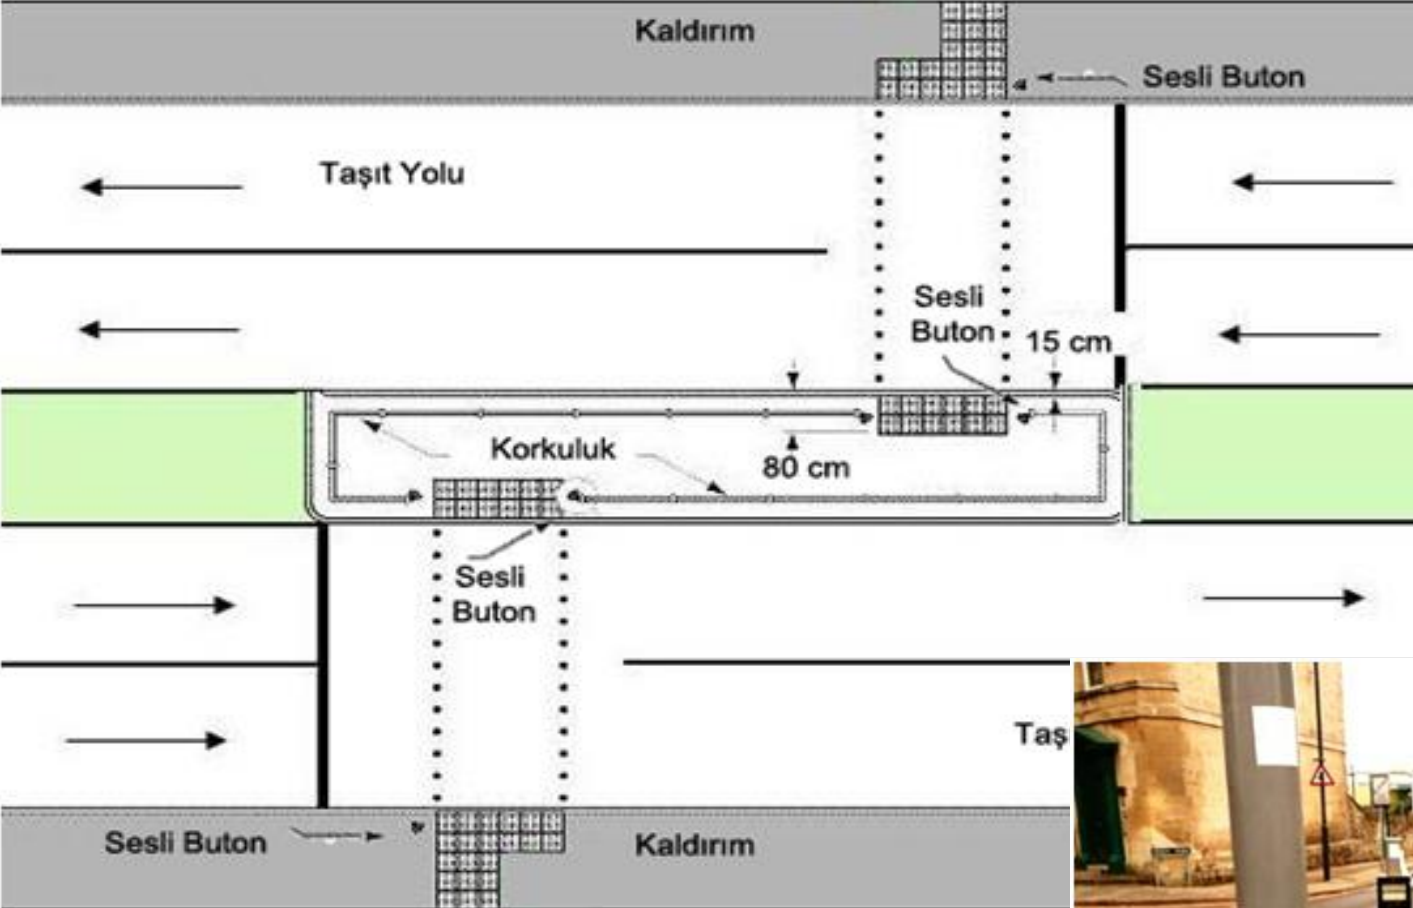 Kaldırım
Sesli Buton
Taşıt Yolu
Sesli
Buton
15 cm
Korkuluk
80 cm
Sesli
Buton
Taş
Sesli Buton
Kaldırım